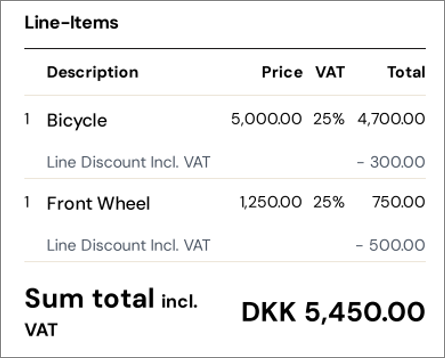 Line-Items
Description Price VAT Total
1 Bicycle 5,000.00 25% 4,700.00
Line Discount Incl. VAT - 300.00
1 Front Wheel 1,250.00 25% 750.00
Line Discount Incl. VAT - 500.00
Sum total incl. VAT DKK 5,450.00